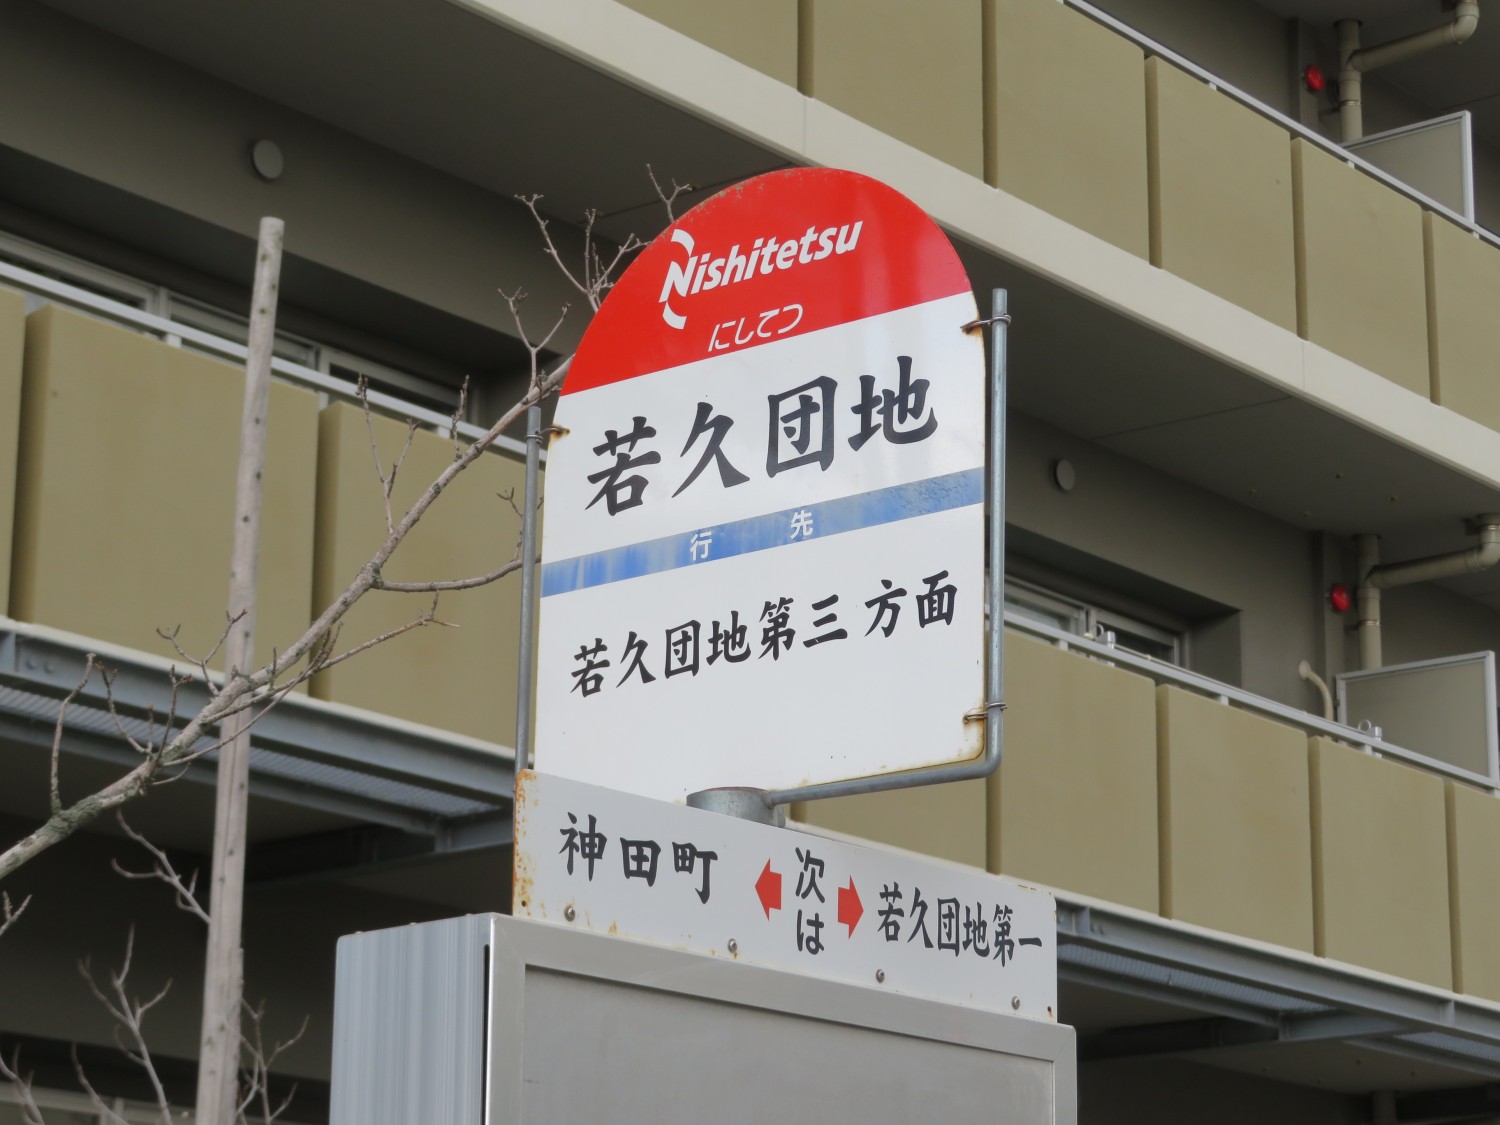 Nishitetsu
にしてつ
若久団地
行先
若久団地第三方面
神田町 次は 若久団地第一